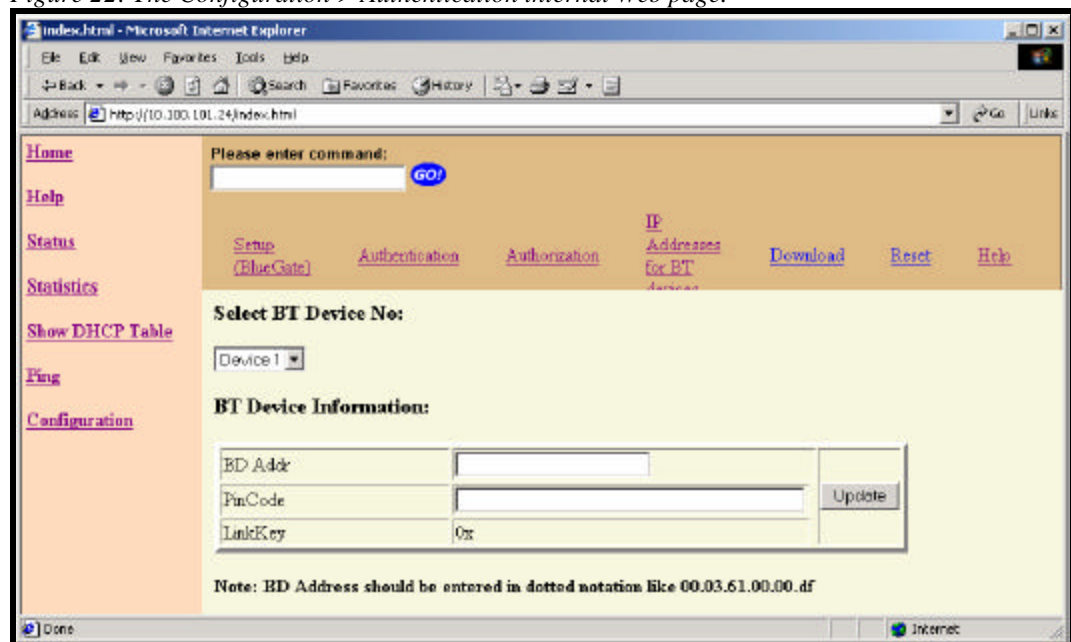 Figure 22: The Configuration > Authentication internal web page.
index.html - Microsoft Internet Explorer
File Edit View Favorites Tools Help
Back Search Favorites History
Address http://10.100.101.24/index.html Go Links
Home
Help
Status
Statistics
Show DHCP Table
Ping
Configuration
Please enter command:
GO!
Setup
(BlueGate)
Authentication
Authorization
IP
Addresses
for BT
devices
Download
Reset
Help
Select BT Device No:
Device 1
BT Device Information:
BD Addr
PinCode
LinkKey 0x
Update
Note: BD Address should be entered in dotted notation like 00.03.61.00.00.df
Done Internet